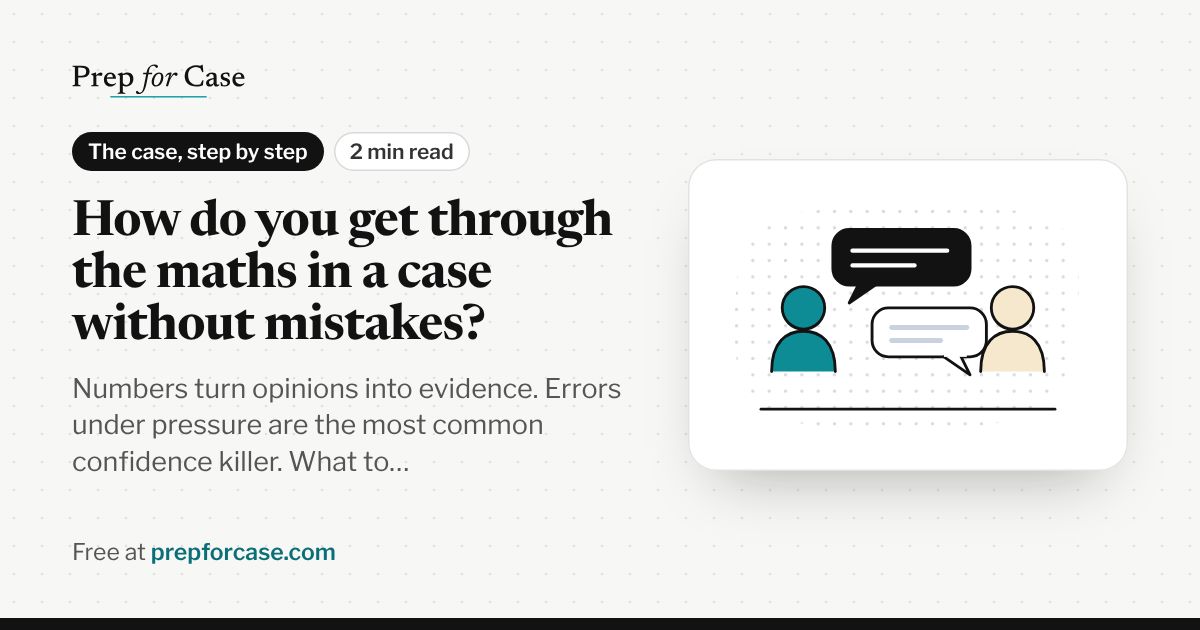 Prep for Case
The case, step by step
2 min read
How do you get through
the maths in a case
without mistakes?
Numbers turn opinions into evidence. Errors
under pressure are the most common
confidence killer. What to...
Free at prepforcase.com